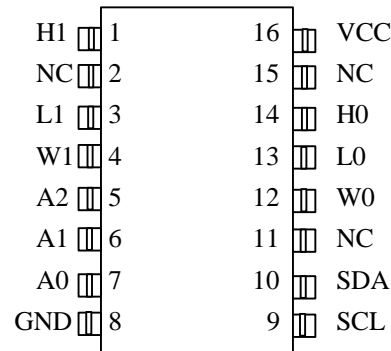 H1 1 16 VCC
NC 2 15 NC
L1 3 14 H0
W1 4 13 L0
A2 5 12 W0
A1 6 11 NC
A0 7 10 SDA
GND 8 9 SCL